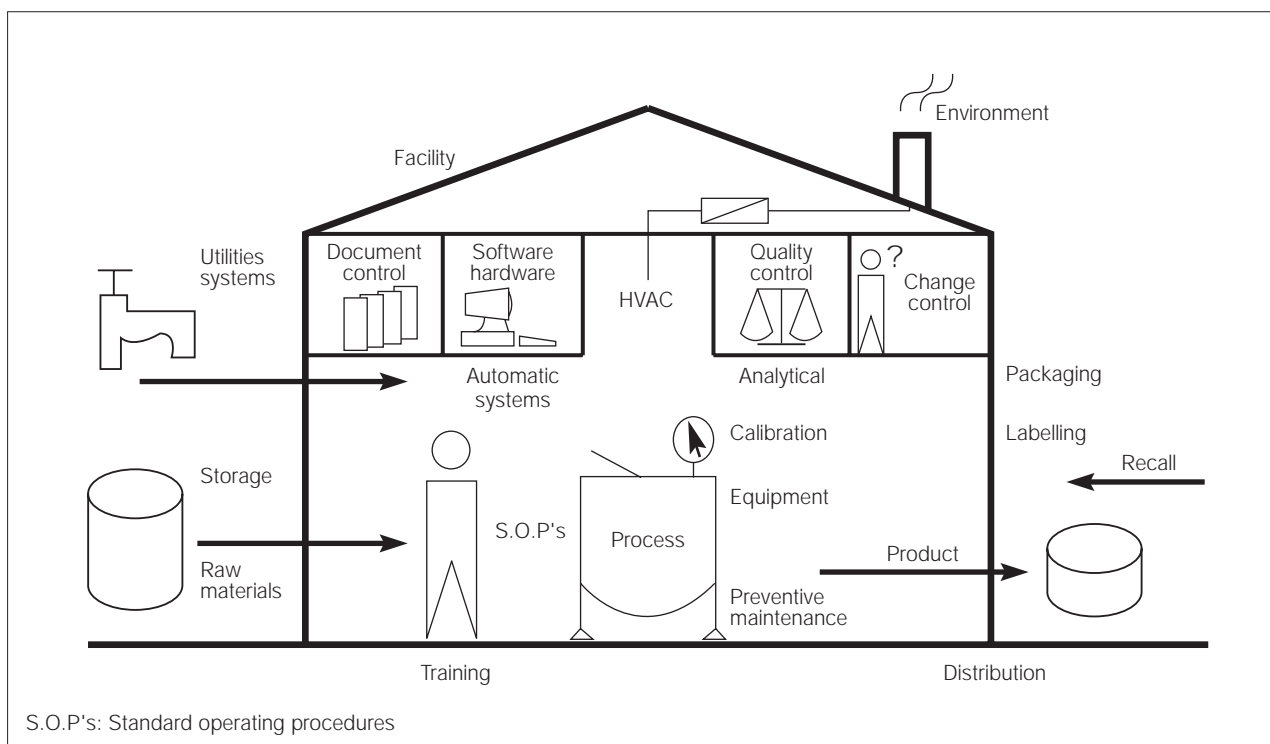 Environment
Facility
Utilities
systems
Document
control
Software
hardware
HVAC
Quality
control
?
Change
control
Automatic
systems
Analytical
Packaging
Calibration
Labelling
Recall
Storage
Equipment
S.O.P's
Process
Product
Raw
materials
Preventive
maintenance
Training
Distribution
S.O.P's: Standard operating procedures